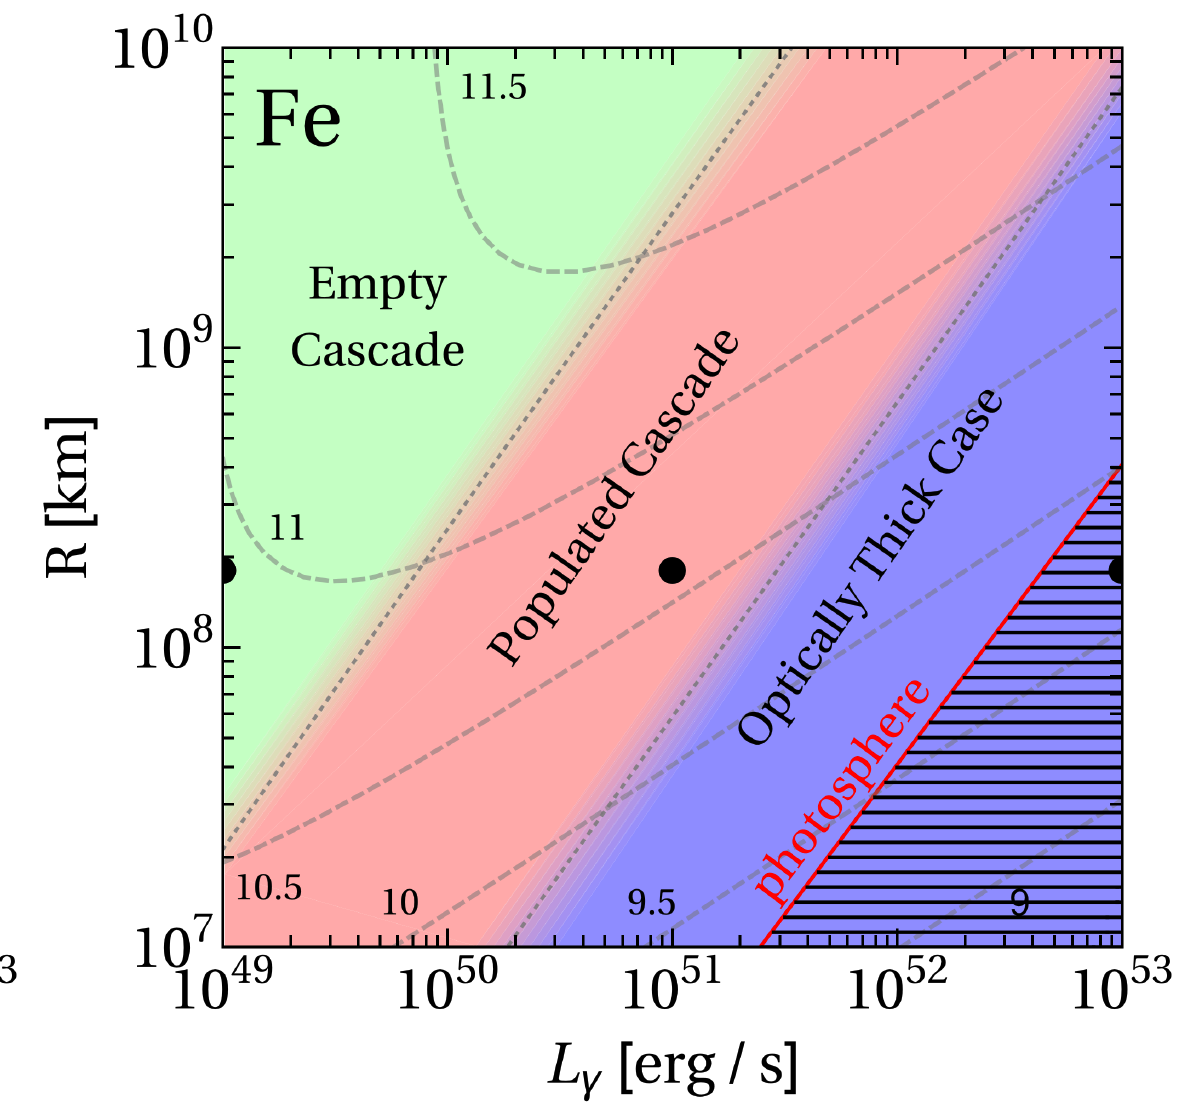 10^10
11.5
Fe
Empty
Cascade
10^9
Populated Cascade
Optically Thick Case
R [km]
11
10^8
photosphere
10.5
10
9.5
9
10^7
3
10^49
10^50
10^51
10^52
10^53
L_γ [erg / s]